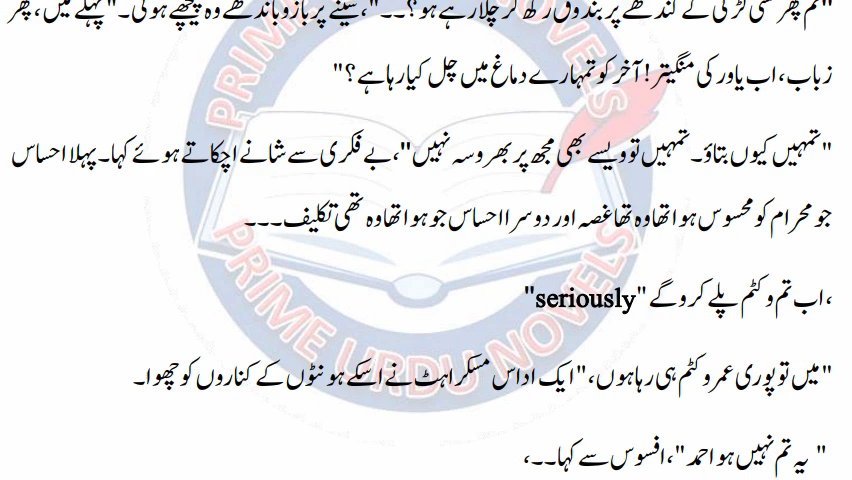 "تم پھر کسی لڑکی کے کندھے پر بندوق رکھ کر چلا رہے ہو؟۔۔"، سینے پر بازو باندھے وہ پیچھے ہوئی۔ "پہلے میں، پھر
زباب، اب یاور کی منگیتر! آخر کو تمہارے دماغ میں چل کیا رہا ہے؟"
"تمہیں کیوں بتاؤ۔ تمہیں تو ویسے بھی مجھ پر بھروسہ نہیں"، بے فکری سے شانے اچکاتے ہوئے کہا۔ پہلا احساس
جو محرام کو محسوس ہوا تھا وہ تھا غصہ اور دوسرا احساس جو ہوا تھا وہ تھی تکلیف۔۔۔
،اب تم وکٹم پلے کرو گے "seriously"
"میں تو پوری عمر وکٹم ہی رہا ہوں،" ایک اداس مسکراہٹ نے اسکے ہونٹوں کے کناروں کو چھوا۔
" یہ تم نہیں ہو احمد"، افسوس سے کہا۔۔،
PRIME URDU NOVELS